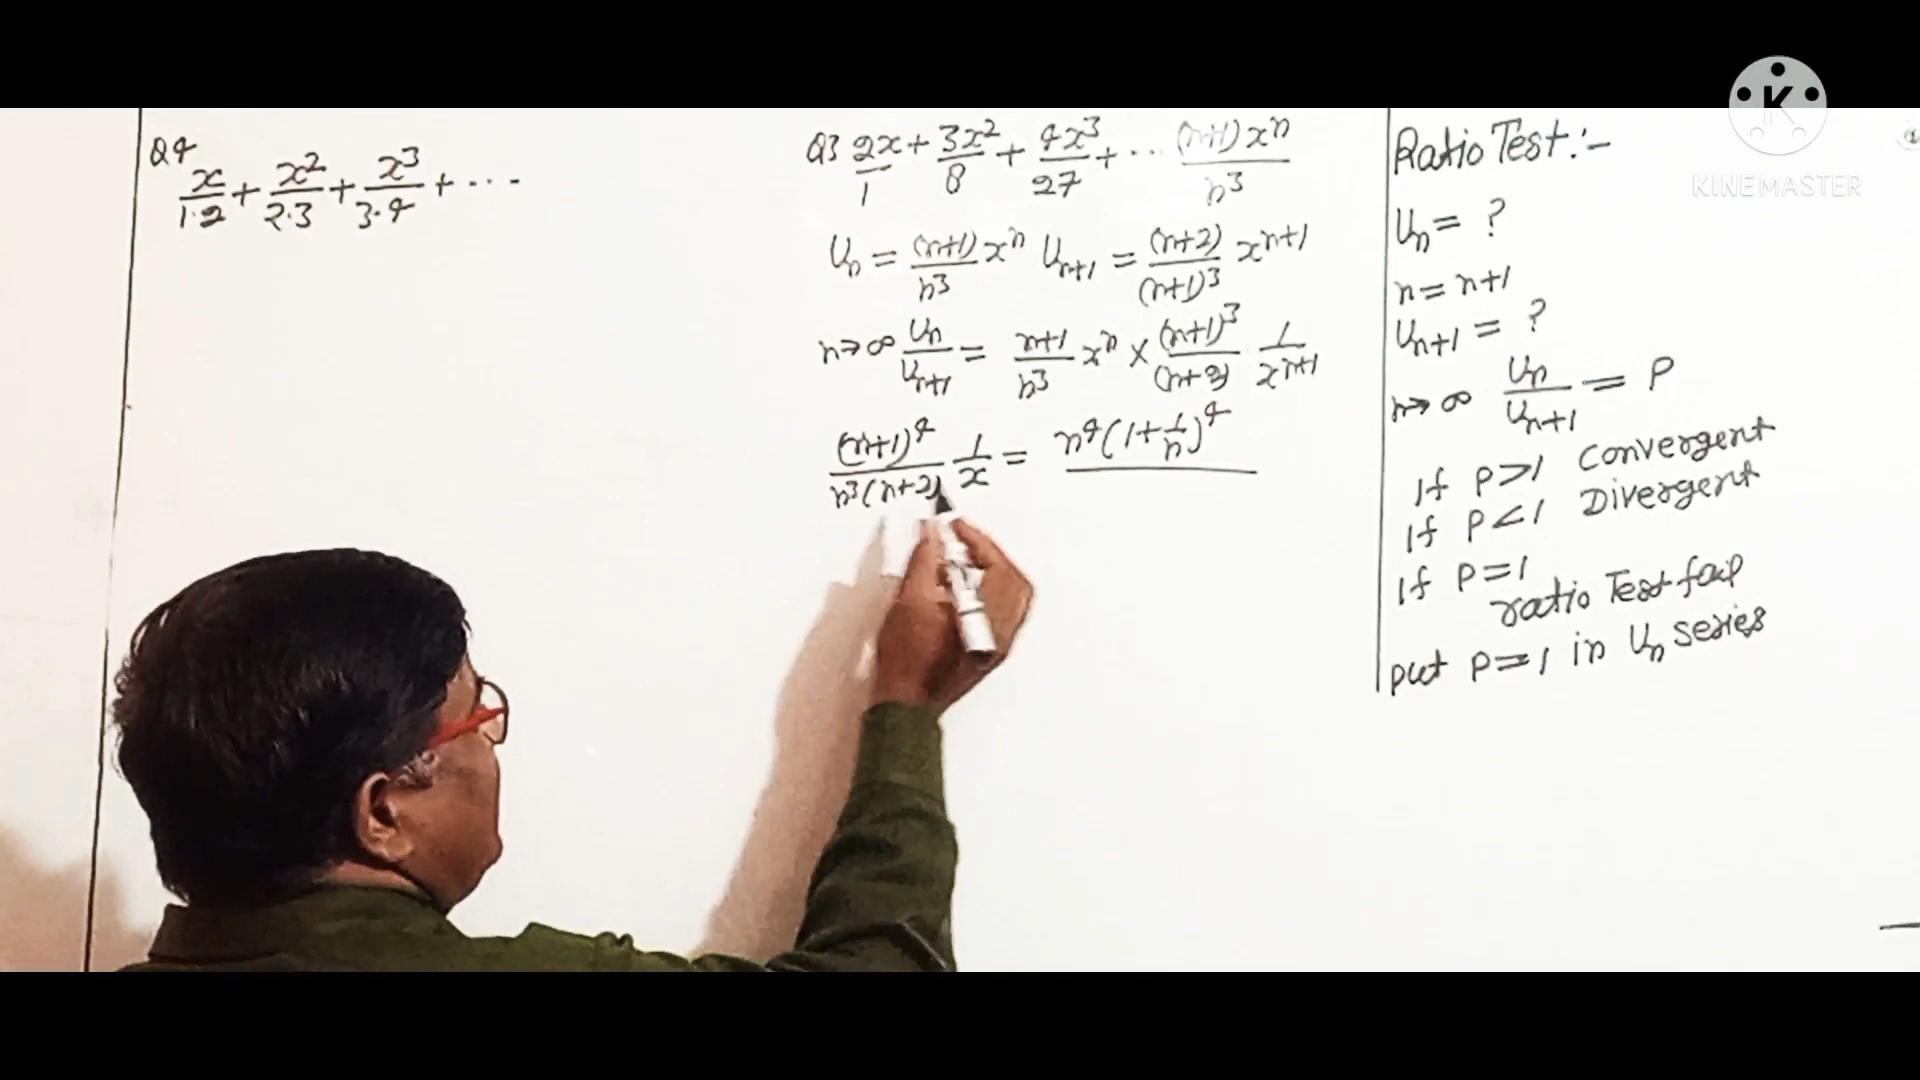 Q4
x/1·2 + x²/2·3 + x³/3·4 + ...
Q3 2x/1 + 3x²/8 + 4x³/27 + ... (n+1)xⁿ/n³
Uₙ = (n+1)/n³ xⁿ Uₙ₊₁ = (n+2)/(n+1)³ xⁿ⁺¹
n→∞ Uₙ/Uₙ₊₁ = n+1/n³ xⁿ × (n+1)³/(n+2) 1/xⁿ⁺¹
(n+1)⁴/n³(n+2) 1/x = n⁴(1+1/n)⁴
Ratio Test:-
Uₙ = ?
n = n+1
Uₙ₊₁ = ?
n→∞ Uₙ/Uₙ₊₁ = P
If P>1 Convergent
If P<1 Divergent
If P=1
ratio Test fail
put P=1 in Uₙ series
K
KINEMASTER